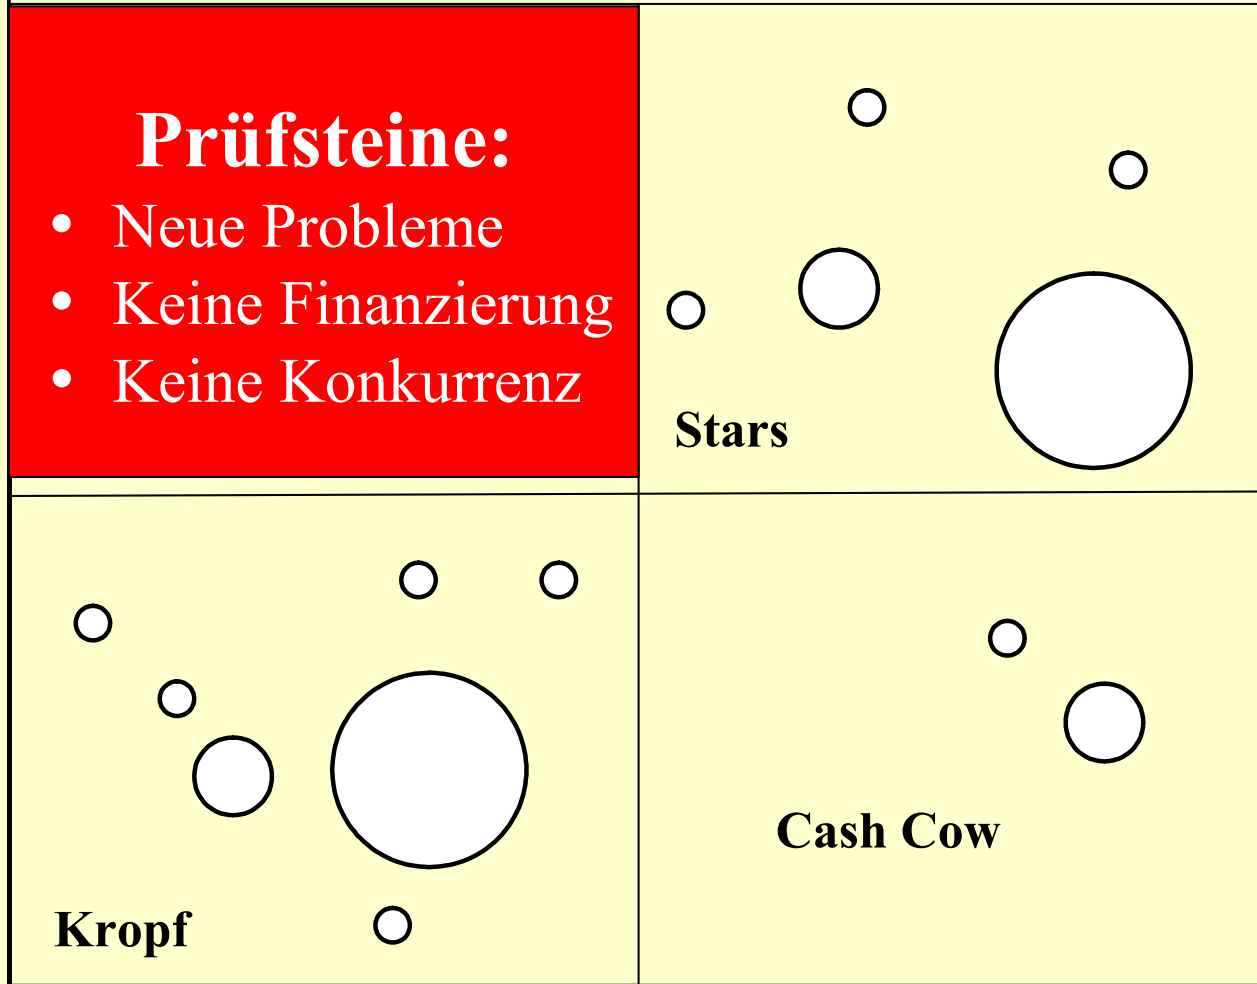 Prüfsteine:
• Neue Probleme
• Keine Finanzierung
• Keine Konkurrenz
Stars
Cash Cow
Kropf